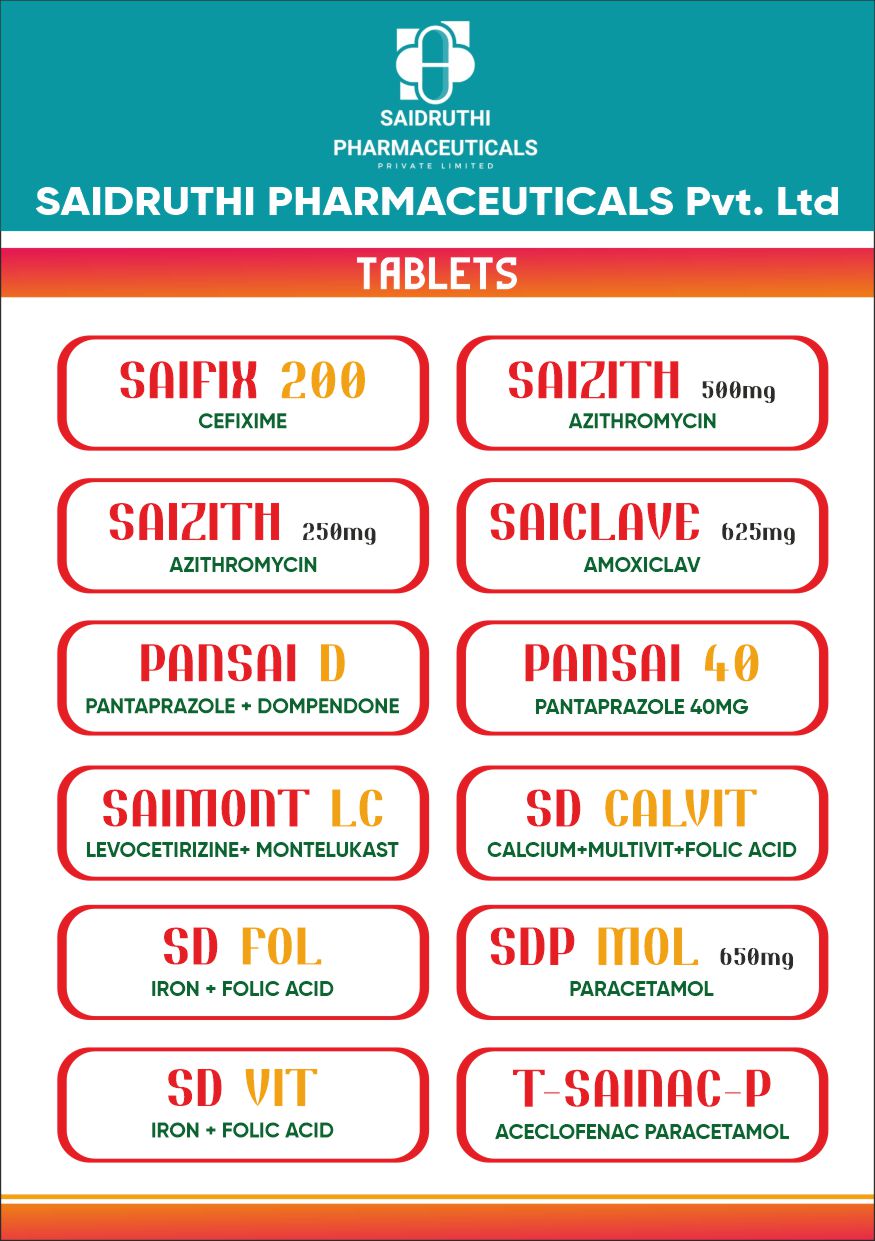 SAIDRUTHI
PHARMACEUTICALS
PRIVATE LIMITED
SAIDRUTHI PHARMACEUTICALS Pvt. Ltd
TABLETS
SAIFIX 200
CEFIXIME
SAIZITH 500mg
AZITHROMYCIN
SAIZITH 250mg
AZITHROMYCIN
SAICLAVE 625mg
AMOXICLAV
PANSAI D
PANTAPRAZOLE + DOMPENDONE
PANSAI 40
PANTAPRAZOLE 40MG
SAIMONT LC
LEVOCETIRIZINE+ MONTELUKAST
SD CALVIT
CALCIUM+MULTIVIT+FOLIC ACID
SD FOL
IRON + FOLIC ACID
SDP MOL 650mg
PARACETAMOL
SD VIT
IRON + FOLIC ACID
T-SAINAC-P
ACECLOFENAC PARACETAMOL